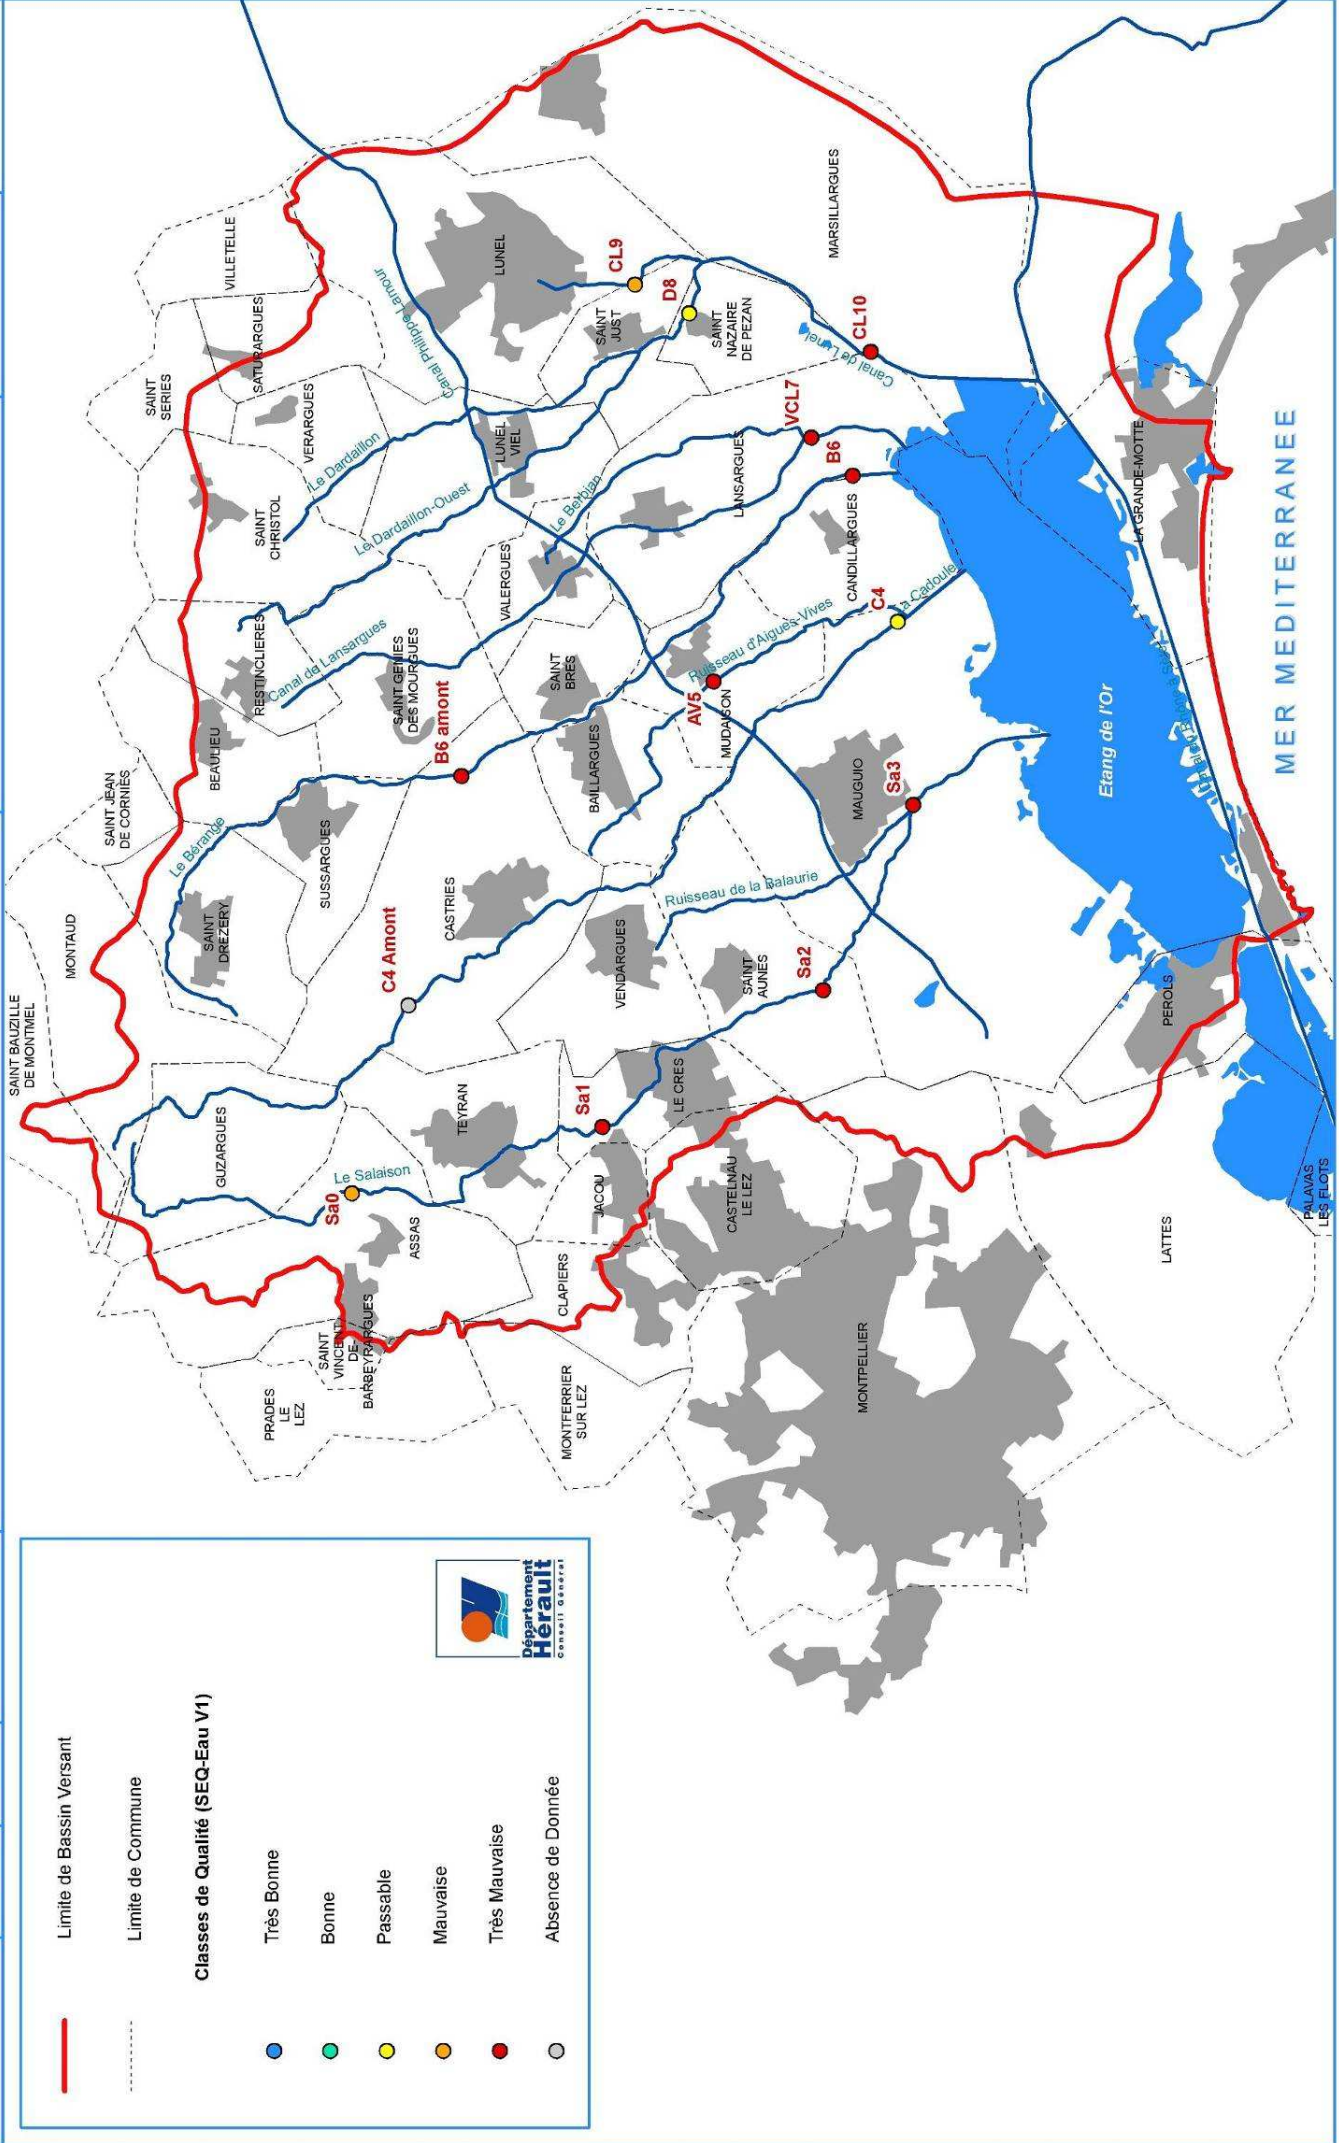 Limite de Bassin Versant
Limite de Commune
Classes de Qualité (SEQ-Eau V1)
Très Bonne
Bonne
Passable
Mauvaise
Très Mauvaise
Absence de Donnée
Département
Hérault
Conseil Général
SAINT BAUZILLE
DE MONTMEL
MONTAUD
SAINT JEAN
DE CORNIES
SAINT
SERIES
VILLETELLE
SATURARGUES
VERARGUES
SAINT
CHRISTOL
RESTINCLIERES
BEAULIEU
SAINT
DREZERY
SUSSARGUES
GUZARGUES
PRADES
LE
LEZ
SAINT
VINCENT
DE
BARBEYRARGUES
ASSAS
TEYRAN
CASTRIES
SAINT GENIES
DES MOURGUES
VALERGUES
LUNEL
VIEL
LUNEL
SAINT
JUST
SAINT
NAZAIRE
DE PEZAN
MARSILLARGUES
LANSARGUES
CANDILLARGUES
SAINT
BRES
BAILLARGUES
MUDAISON
MAUGUIO
VENDARGUES
SAINT
AUNES
LE CRES
JACOU
CLAPIERS
MONTFERRIER
SUR LEZ
CASTELNAU
LE LEZ
MONTPELLIER
LATTES
PEROLS
PALAVAS
LES FLOTS
LA GRANDE-MOTTE
Le Bérange
Le Salaison
Canal de Lansargues
Le Dardaillon
Le Dardaillon-Ouest
Canal Philippe Lamour
Le Berbian
Ruisseau d'Aigues-Vives
La Cadoule
Ruisseau de la Balaurie
Canal de Lunel
Etang de l'Or
MER MEDITERRANEE
Sa0
Sa1
Sa2
Sa3
C4 Amont
C4
B6 amont
B6
AV5
VCL7
D8
CL9
CL10